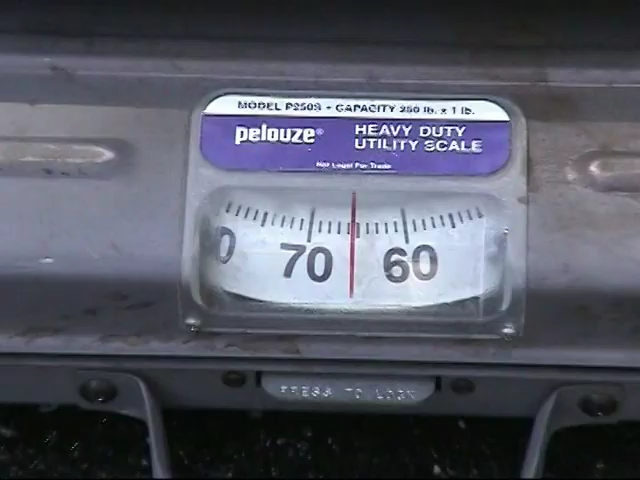 MODEL P250S • CAPACITY 250 lb. x 1 lb.
pelouze®
HEAVY DUTY
UTILITY SCALE
Not Legal For Trade
0 70 60
PRESS TO LOCK